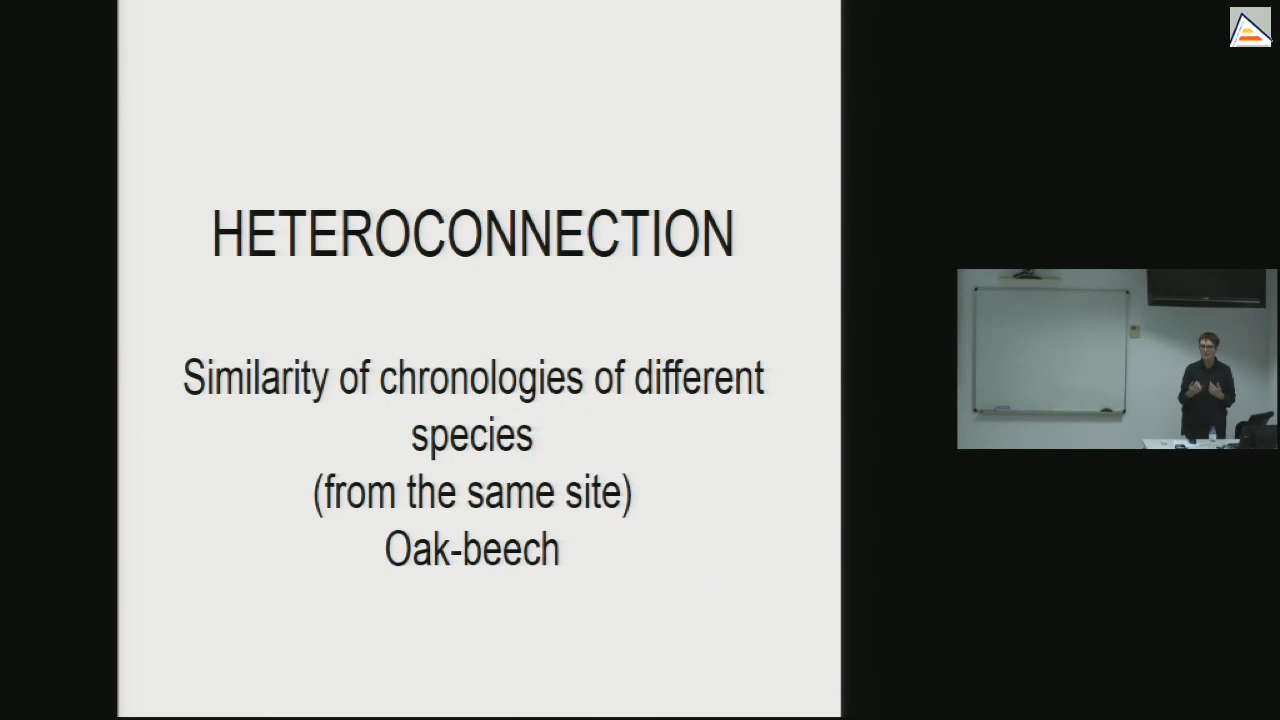 HETEROCONNECTION
Similarity of chronologies of different
species
(from the same site)
Oak-beech